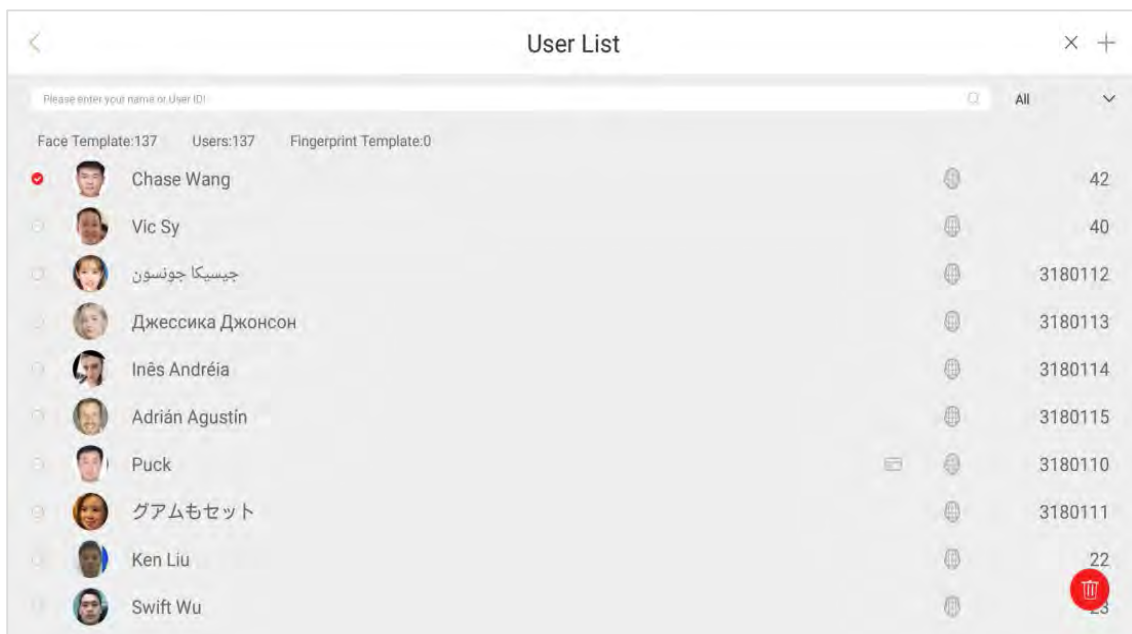 User List
Please enter your name or User ID!
All
Face Template:137 Users:137 Fingerprint Template:0
Chase Wang 42
Vic Sy 40
جيسيكا جونسون 3180112
Джессика Джонсон 3180113
Inês Andréia 3180114
Adrián Agustín 3180115
Puck 3180110
グアムもセット 3180111
Ken Liu 22
Swift Wu